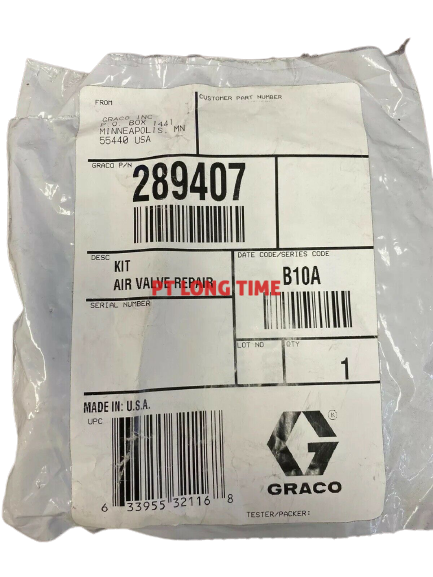 FROM
GRACO INC.
P.O. BOX 1441
MINNEAPOLIS, MN
55440 USA
CUSTOMER PART NUMBER
GRACO P/N
289407
DESC
KIT
AIR VALVE REPAIR
DATE CODE/SERIES CODE
B10A
PT LONG TIME
SERIAL NUMBER
LOT NO
QTY
1
MADE IN: U.S.A.
UPC
6 33955 32116 8
G
®
GRACO
TESTER/PACKER: